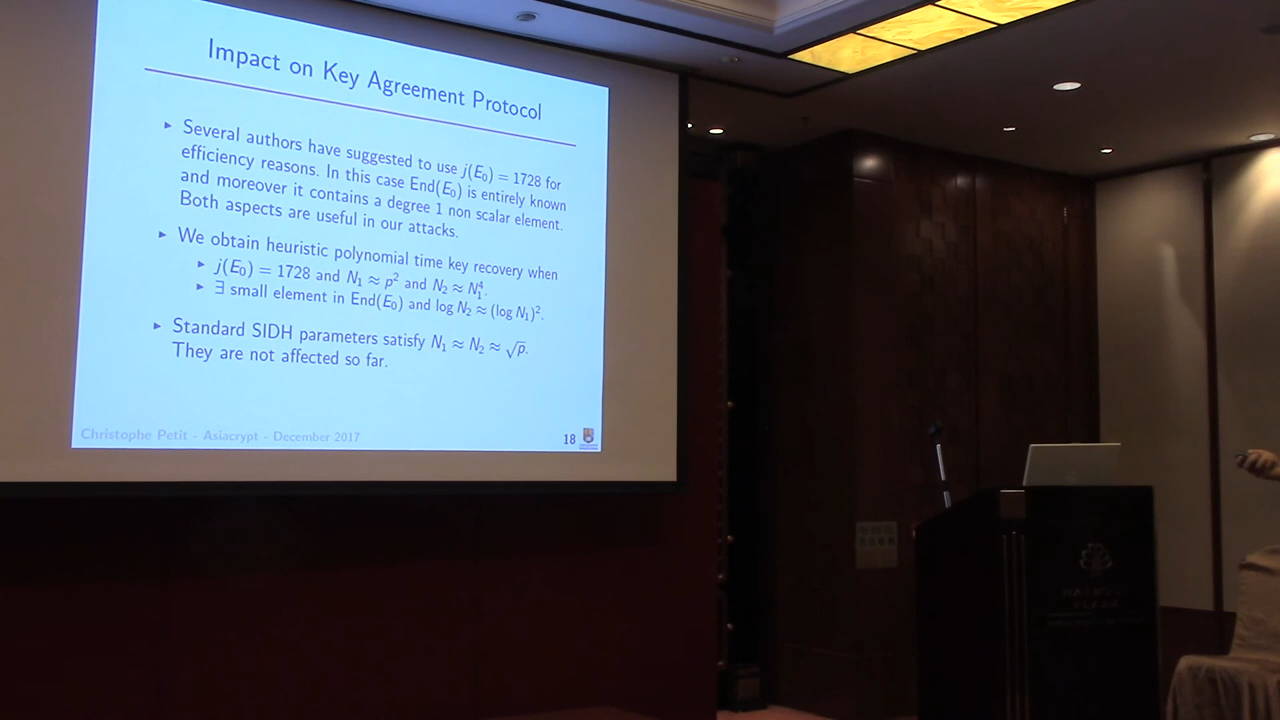 Impact on Key Agreement Protocol
▸ Several authors have suggested to use j(E₀) = 1728 for
efficiency reasons. In this case End(E₀) is entirely known
and moreover it contains a degree 1 non scalar element.
Both aspects are useful in our attacks.
▸ We obtain heuristic polynomial time key recovery when
▸ j(E₀) = 1728 and N₁ ≈ p² and N₂ ≈ N₁⁴.
▸ ∃ small element in End(E₀) and log N₂ ≈ (log N₁)².
▸ Standard SIDH parameters satisfy N₁ ≈ N₂ ≈ √p.
They are not affected so far.
Christophe Petit - Asiacrypt - December 2017
18
PLAZA